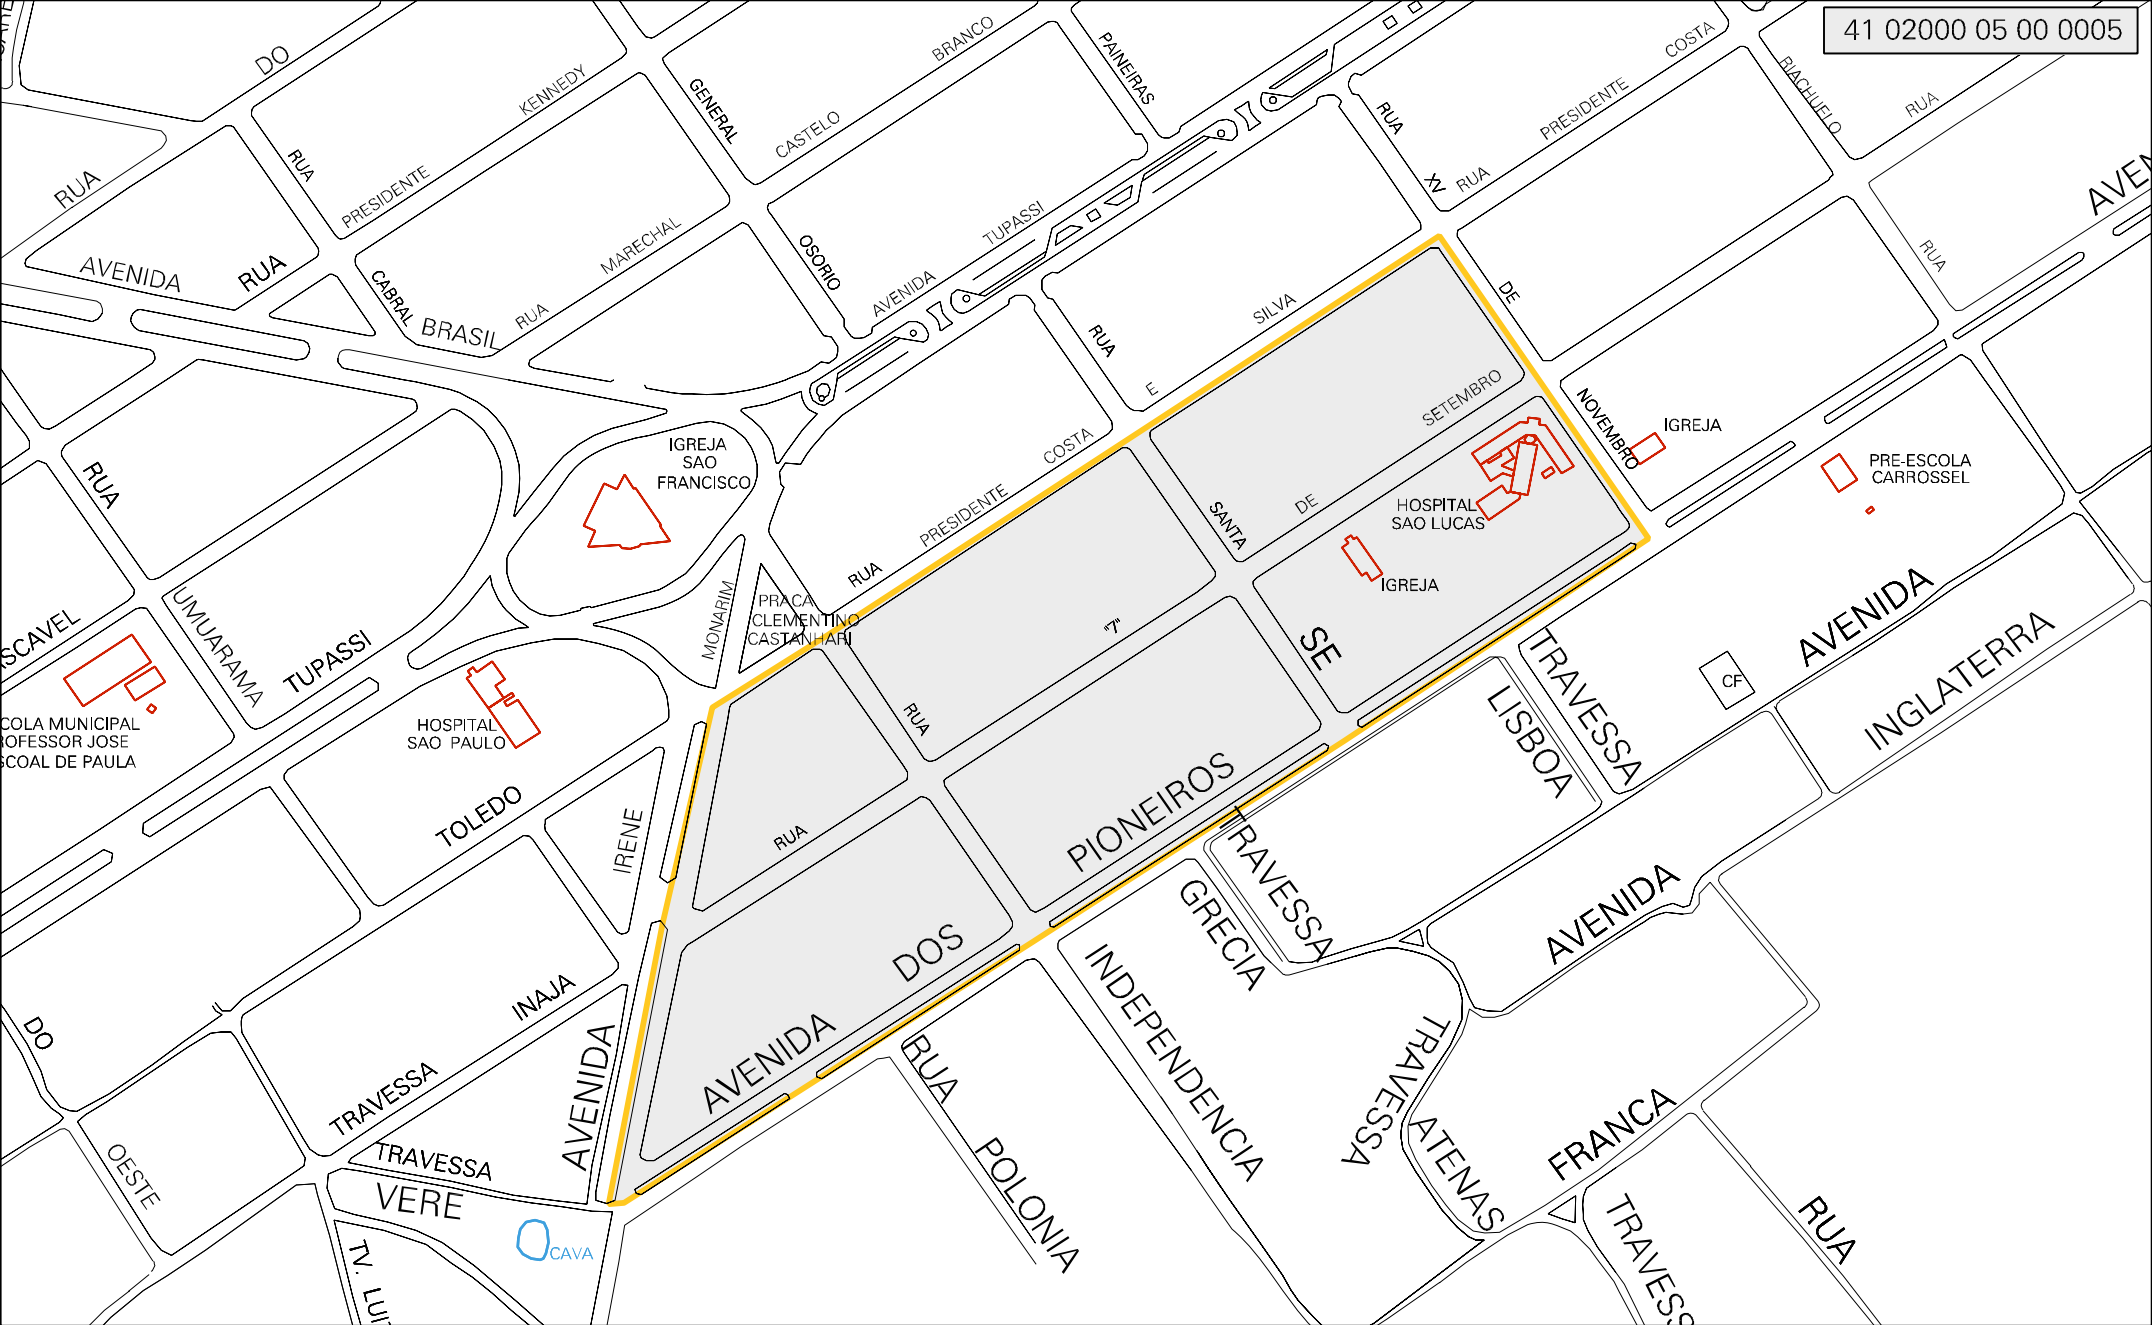 41 02000 05 00 0005
DO
KENNEDY
GENERAL
BRANCO
PAINEIRAS
COSTA
RIACHUELO
RUA
RUA
RUA
PRESIDENTE
CASTELO
RUA
PRESIDENTE
XV
RUA
AVENIDA
RUA
CABRAL
MARECHAL
OSORIO
TUPASSI
AVENIDA
BRASIL
RUA
DE
RUA
RUA
E
SILVA
SETEMBRO
NOVEMBRO
IGREJA
IGREJA
SAO
FRANCISCO
COSTA
PRESIDENTE
RUA
SANTA
DE
HOSPITAL
SAO LUCAS
IGREJA
PRE-ESCOLA
CARROSSEL
RUA
UMUARAMA
TUPASSI
MONARIM
PRACA
CLEMENTINO
CASTANHARI
"7"
SE
TRAVESSA
AVENIDA
CF
INGLATERRA
HOSPITAL
SAO PAULO
COLA MUNICIPAL
ROFESSOR JOSE
SCOAL DE PAULA
RUA
LISBOA
TOLEDO
IRENE
RUA
PIONEIROS
TRAVESSA
GRECIA
AVENIDA
DOS
INDEPENDENCIA
DO
INAJA
AVENIDA
AVENIDA
RUA
TRAVESSA
TRAVESSA
ATENAS
FRANCA
OESTE
TRAVESSA
VERE
POLONIA
RUA
CAVA
TV. LUI
TRAVESS
SCAVEL
AVEN